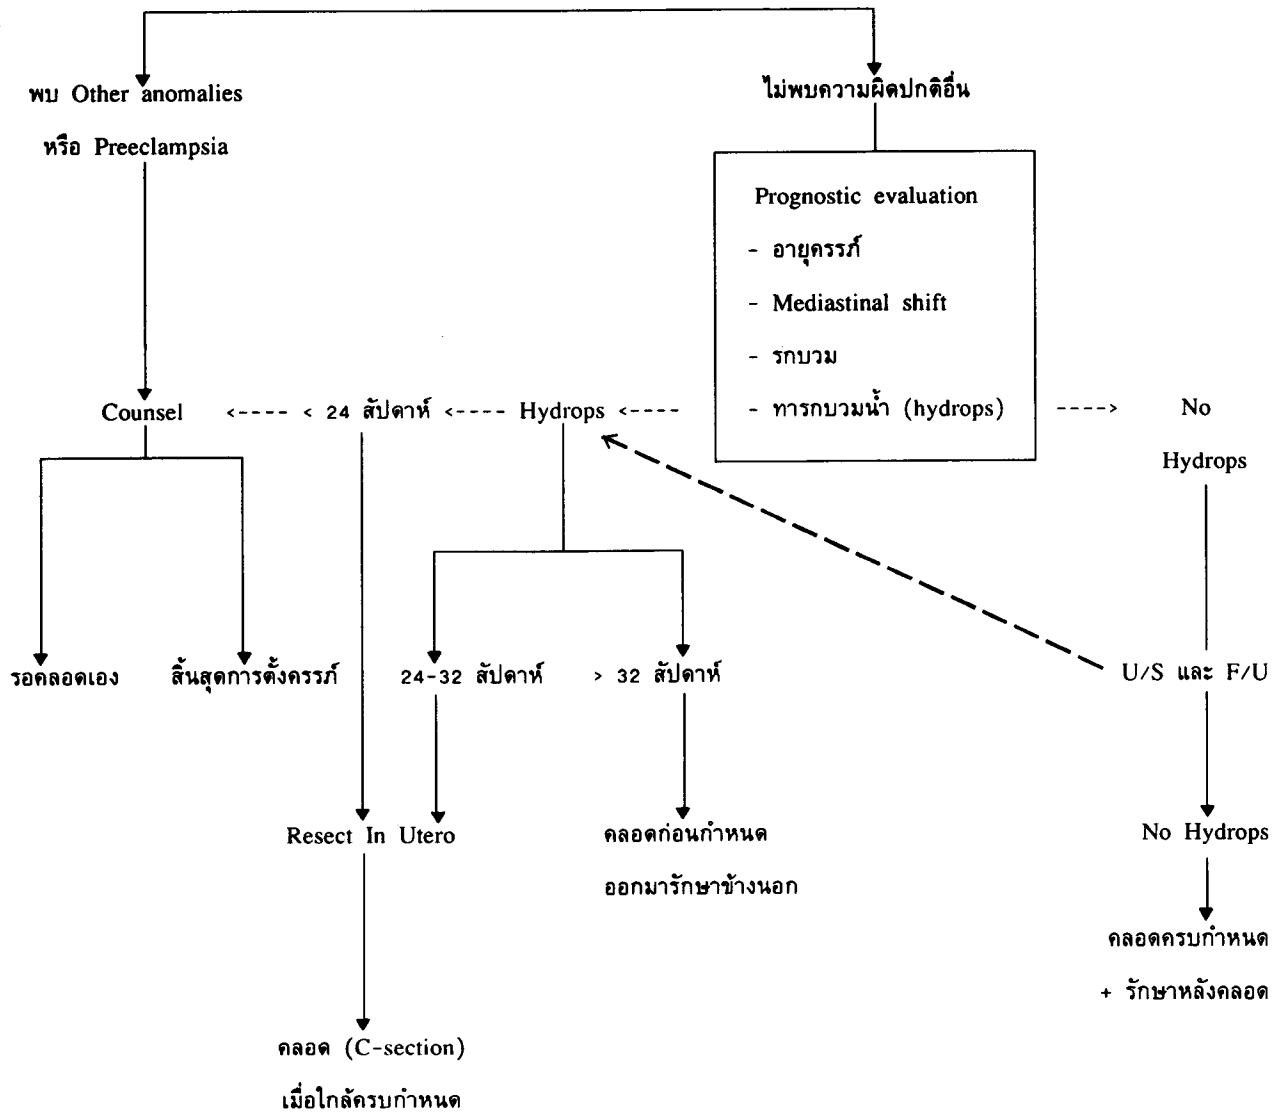 พบ Other anomalies
หรือ Preeclampsia
ไม่พบความผิดปกติอื่น
Prognostic evaluation
- อายุครรภ์
- Mediastinal shift
- รกบวม
- ทารกบวมน้ำ (hydrops)
Counsel <---- < 24 สัปดาห์ <---- Hydrops <---- ----> No
Hydrops
รอคลอดเอง สิ้นสุดการตั้งครรภ์ 24-32 สัปดาห์ > 32 สัปดาห์ U/S และ F/U
Resect In Utero
คลอดก่อนกำหนด
ออกมารักษาข้างนอก
No Hydrops
คลอดครบกำหนด
+ รักษาหลังคลอด
คลอด (C-section)
เมื่อใกล้ครบกำหนด